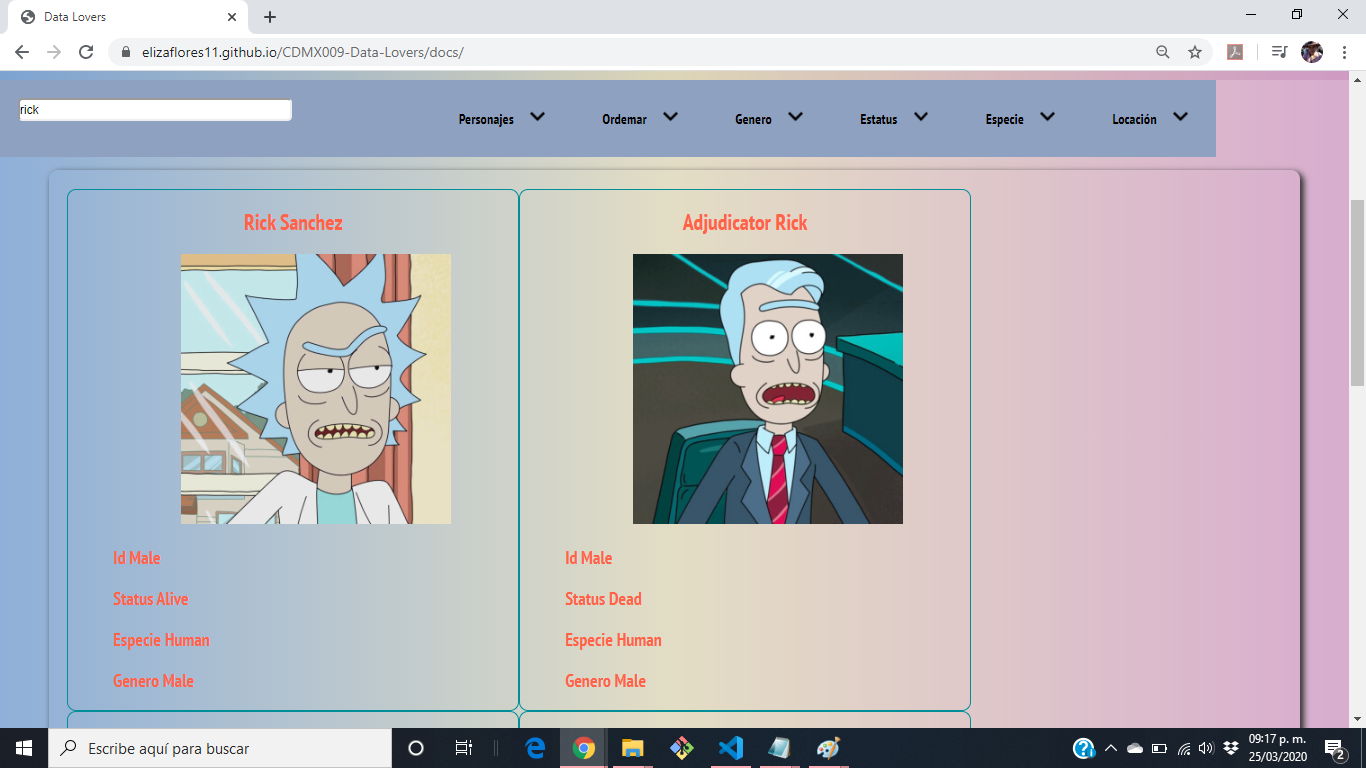 Data Lovers
elizaflores11.github.io/CDMX009-Data-Lovers/docs/
rick
Personajes Ordemar Genero Estatus Especie Locación
Rick Sanchez
Id Male
Status Alive
Especie Human
Genero Male
Adjudicator Rick
Id Male
Status Dead
Especie Human
Genero Male
Escribe aquí para buscar
09:17 p. m.
25/03/2020
2